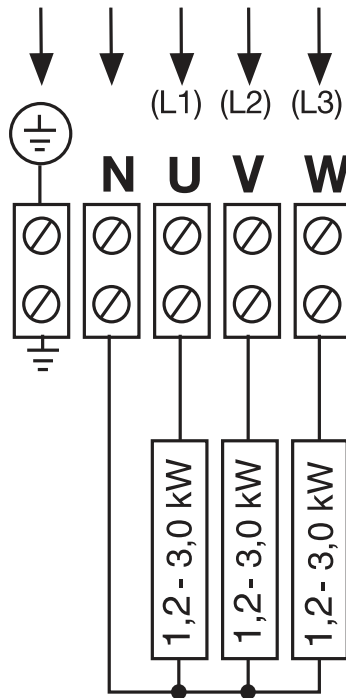 (L1) (L2) (L3)
N U V W
1,2- 3,0 kW
1,2- 3,0 kW
1,2- 3,0 kW